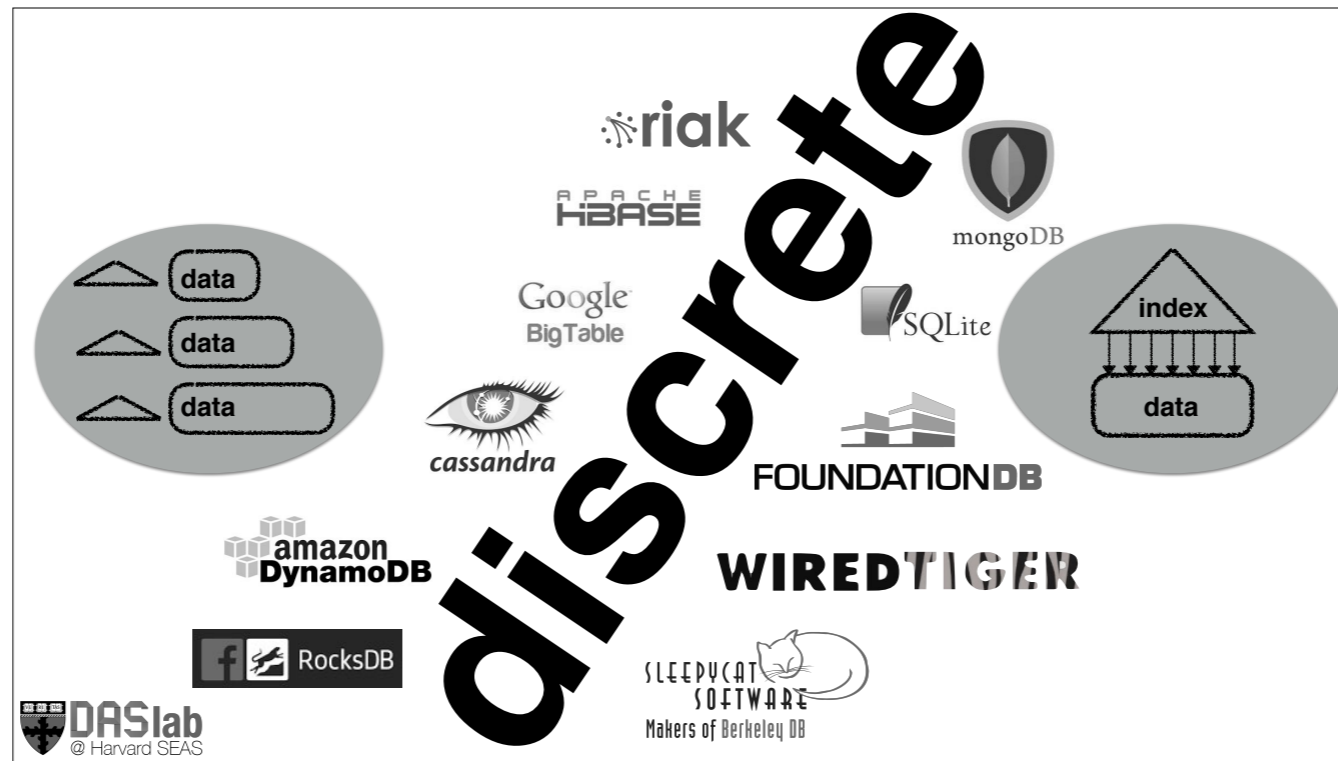 discrete
riak
APACHE
HBASE
mongoDB
data
data
data
Google
BigTable
SQLite
index
data
cassandra
FOUNDATIONDB
amazon
DynamoDB
WIREDTIGER
f RocksDB
SLEEPYCAT
SOFTWARE
Makers of Berkeley DB
DASlab
@ Harvard SEAS